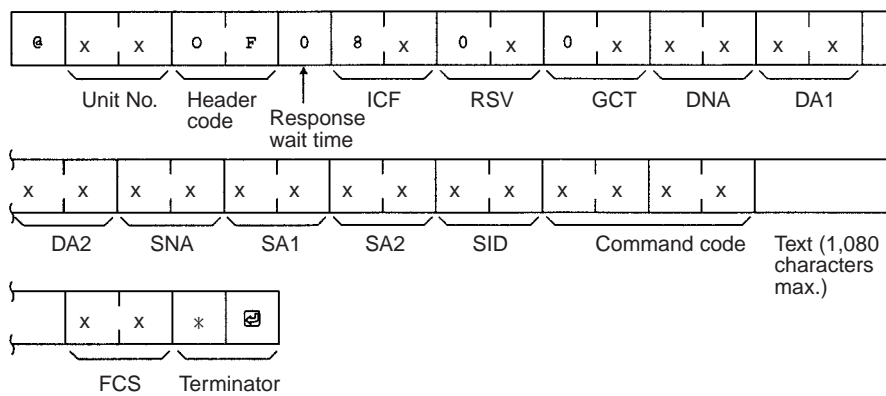 @ x x O F 0 8 x 0 x 0 x x x x x
Unit No. Header code Response wait time ICF RSV GCT DNA DA1
x x x x x x x x x x x x x x
DA2 SNA SA1 SA2 SID Command code Text (1,080 characters max.)
x x * ↵
FCS Terminator